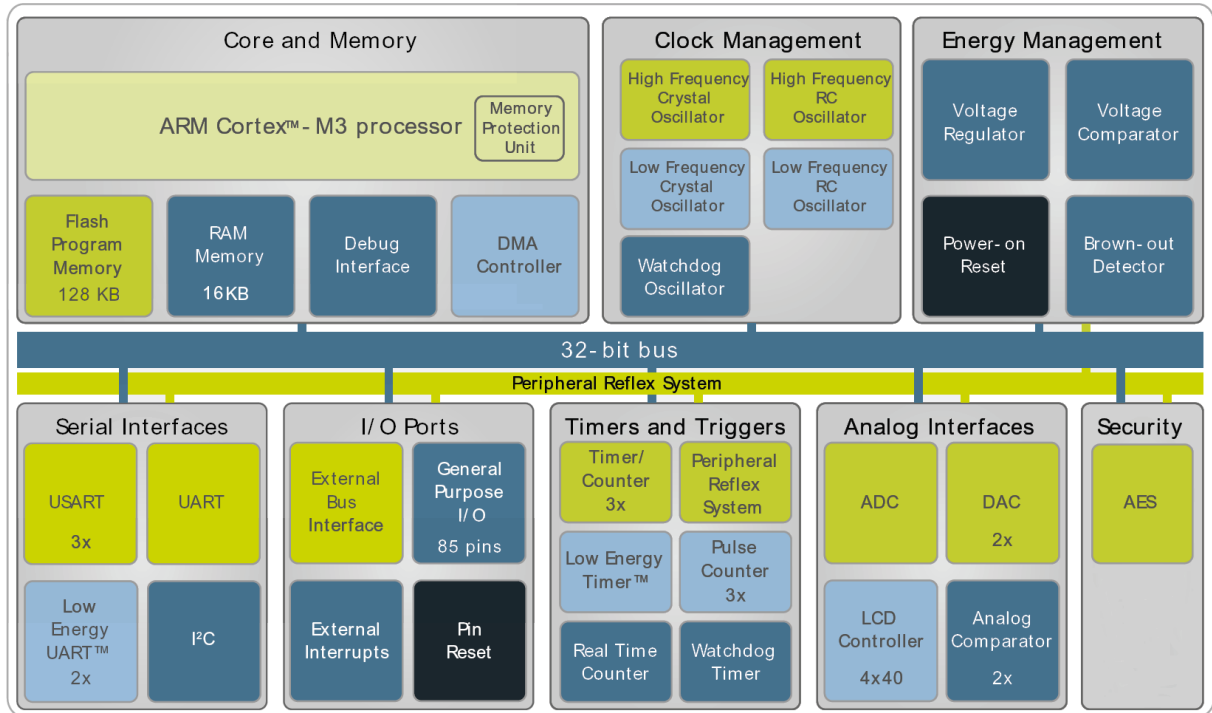 Core and Memory
ARM Cortex™- M3 processor
Memory
Protection
Unit
Flash
Program
Memory
128 KB
RAM
Memory
16KB
Debug
Interface
DMA
Controller
Clock Management
High Frequency
Crystal
Oscillator
High Frequency
RC
Oscillator
Low Frequency
Crystal
Oscillator
Low Frequency
RC
Oscillator
Watchdog
Oscillator
Energy Management
Voltage
Regulator
Voltage
Comparator
Power- on
Reset
Brown- out
Detector
32- bit bus
Peripheral Reflex System
Serial Interfaces
USART
3x
UART
Low
Energy
UART™
2x
I²C
I/O Ports
External
Bus
Interface
General
Purpose
I/O
85 pins
External
Interrupts
Pin
Reset
Timers and Triggers
Timer/
Counter
3x
Peripheral
Reflex
System
Low Energy
Timer™
Pulse
Counter
3x
Real Time
Counter
Watchdog
Timer
Analog Interfaces
ADC
DAC
2x
LCD
Controller
4x40
Analog
Comparator
2x
Security
AES